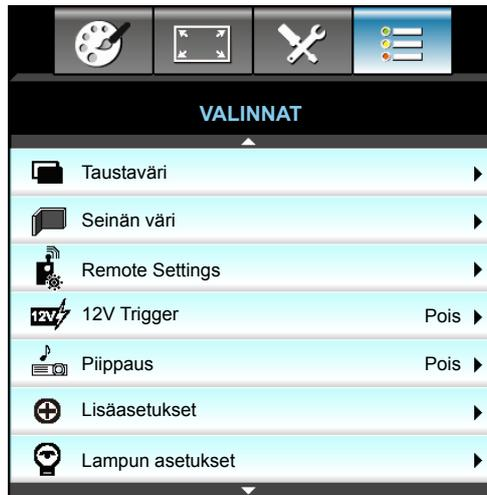 VALINNAT
Taustaväri
Seinän väri
Remote Settings
12V 12V Trigger Pois
Piippaus Pois
Lisäasetukset
Lampun asetukset